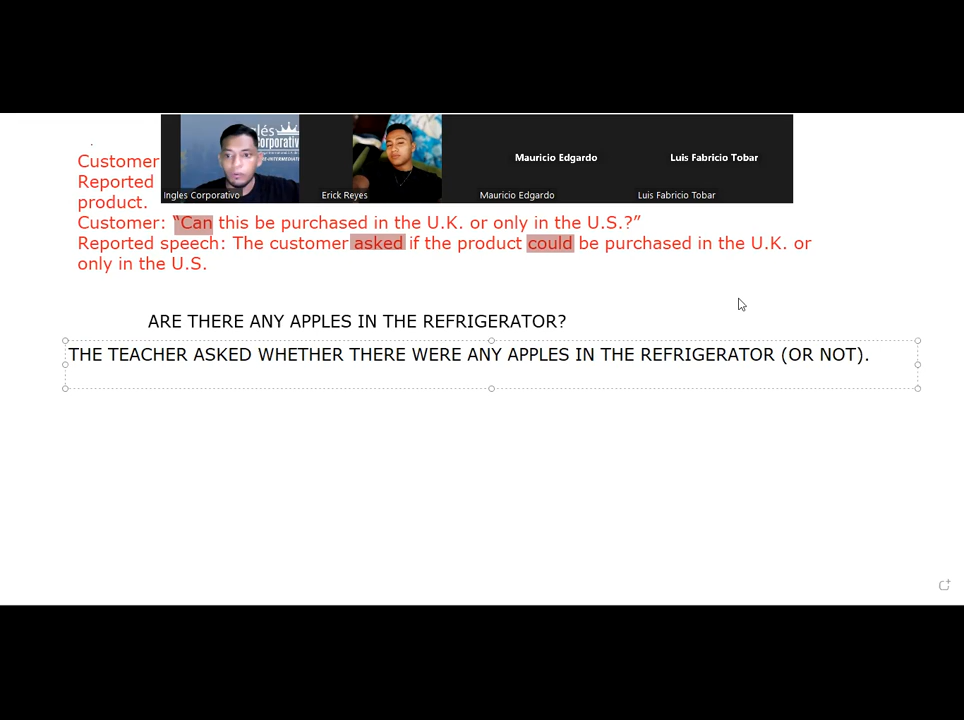 Customer
Reported
product.
Customer: “Can this be purchased in the U.K. or only in the U.S.?”
Reported speech: The customer asked if the product could be purchased in the U.K. or
only in the U.S.
Ingles Corporativo
Erick Reyes
Mauricio Edgardo
Mauricio Edgardo
Luis Fabricio Tobar
Luis Fabricio Tobar
ARE THERE ANY APPLES IN THE REFRIGERATOR?
THE TEACHER ASKED WHETHER THERE WERE ANY APPLES IN THE REFRIGERATOR (OR NOT).